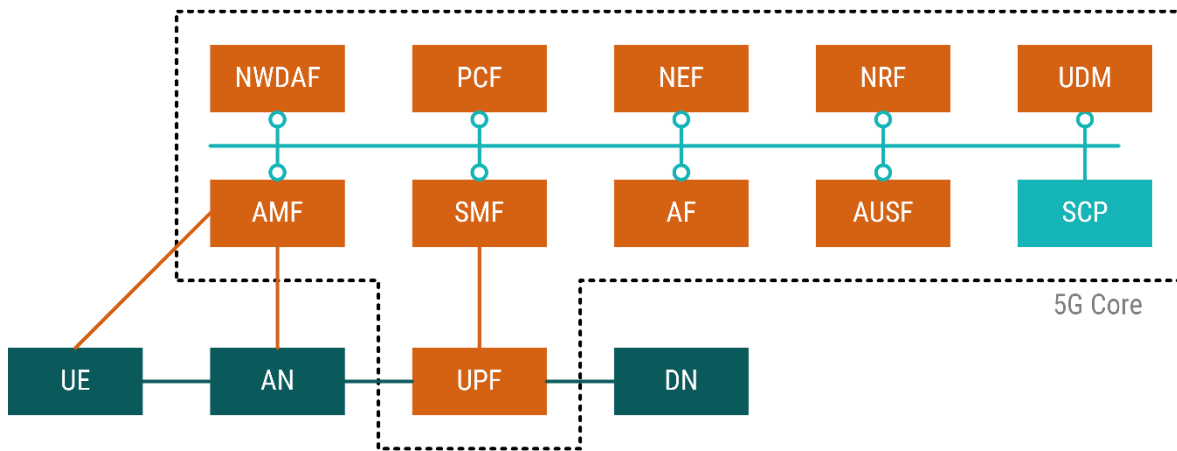 NWDAF
PCF
NEF
NRF
UDM
AMF
SMF
AF
AUSF
SCP
5G Core
UE
AN
UPF
DN